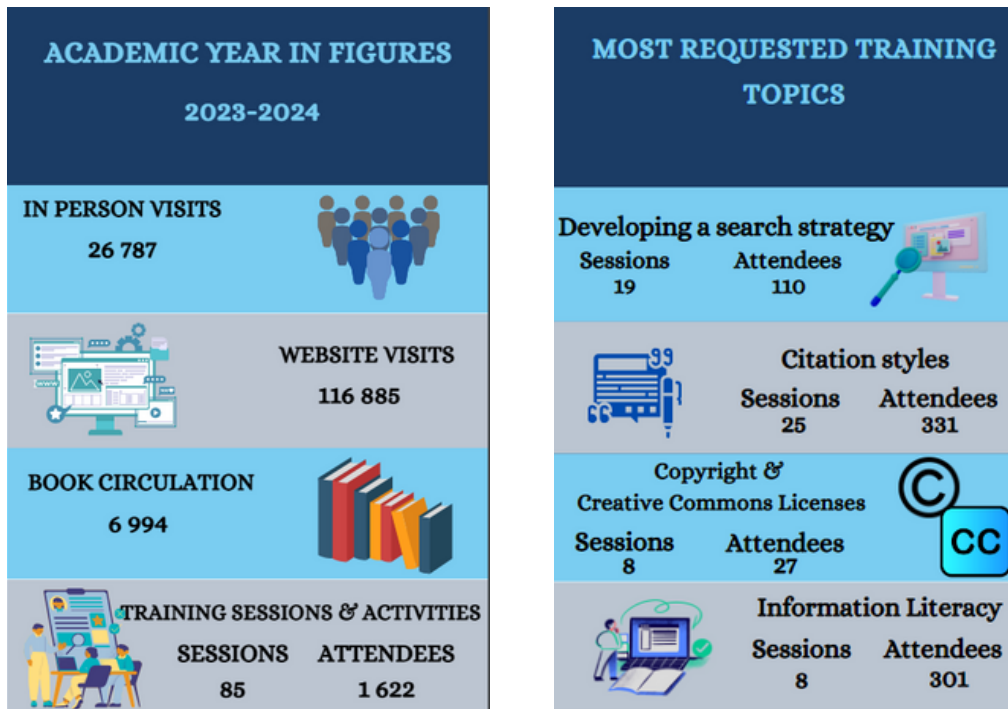 ACADEMIC YEAR IN FIGURES
2023-2024
IN PERSON VISITS
26 787
WEBSITE VISITS
116 885
BOOK CIRCULATION
6 994
TRAINING SESSIONS & ACTIVITIES
SESSIONS ATTENDEES
85 1 622
MOST REQUESTED TRAINING
TOPICS
Developing a search strategy
Sessions Attendees
19 110
Citation styles
Sessions Attendees
25 331
Copyright &
Creative Commons Licenses
Sessions Attendees
8 27
©
CC
Information Literacy
Sessions Attendees
8 301